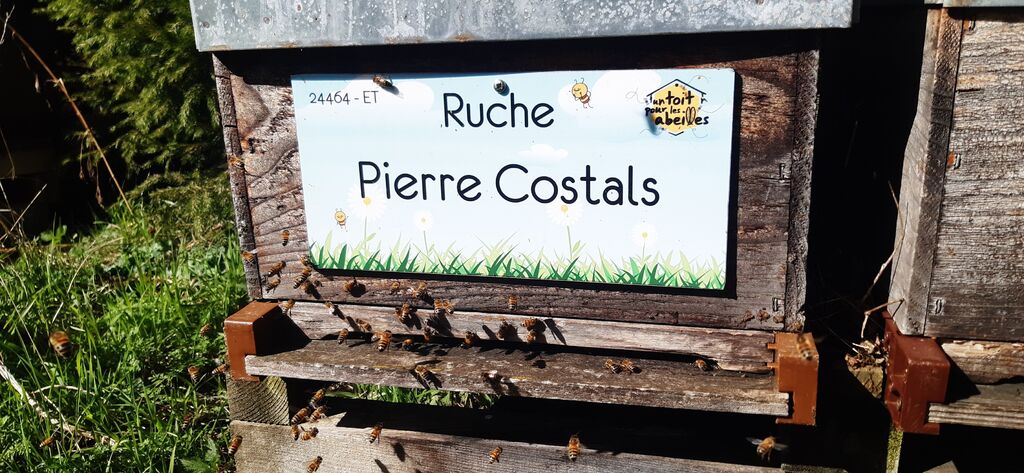 24464 - ET
Ruche
Pierre Costals
un toit
pour les
abeilles